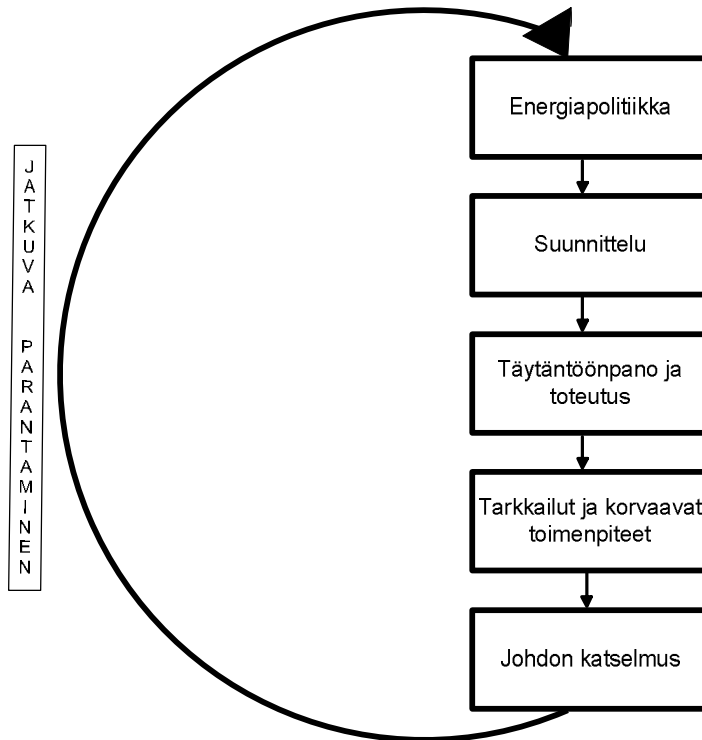 JATKUVA PARANTAMINEN
Energiapolitiikka
Suunnittelu
Täytäntöönpano ja
toteutus
Tarkkailut ja korvaavat
toimenpiteet
Johdon katselmus